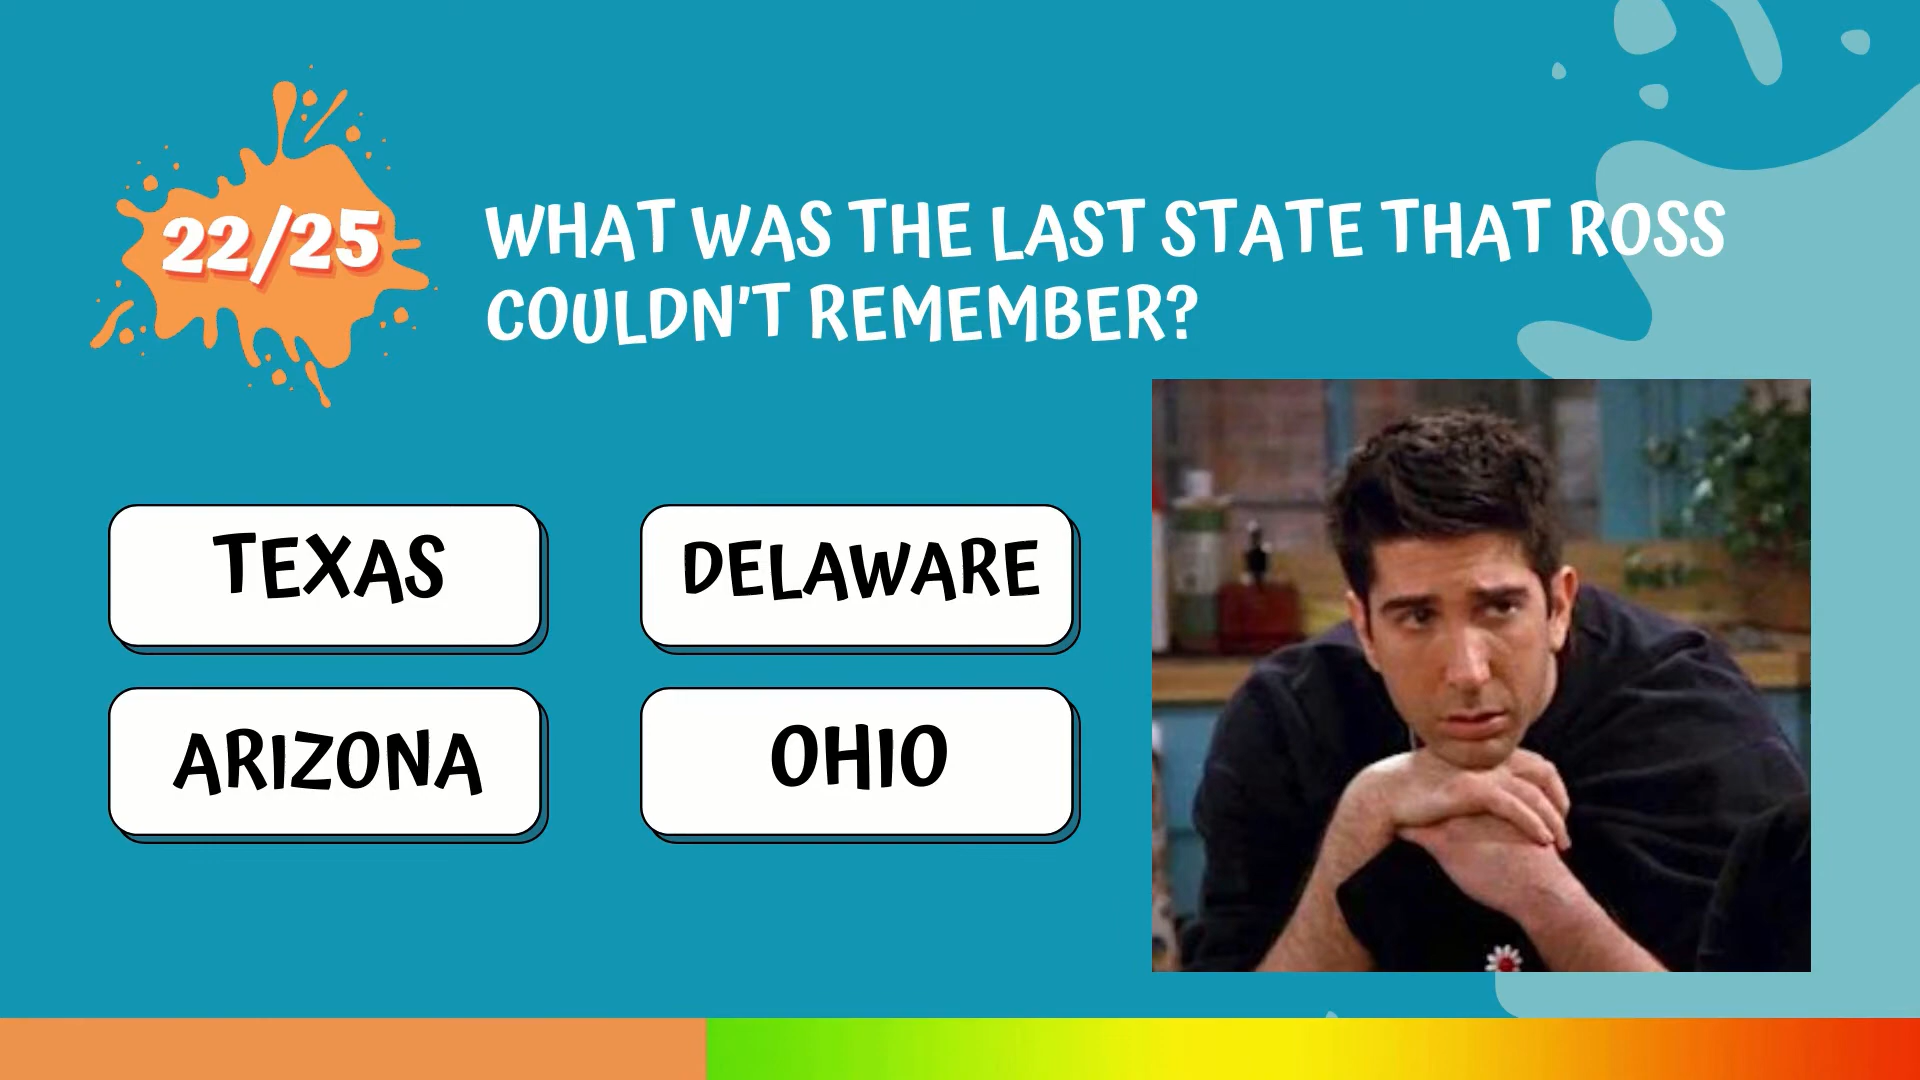 22/25
WHAT WAS THE LAST STATE THAT ROSS
COULDN'T REMEMBER?
TEXAS
DELAWARE
ARIZONA
OHIO